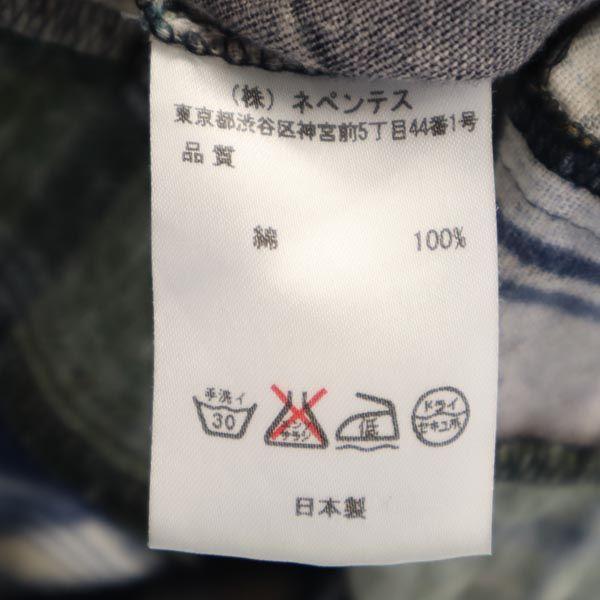 （株）ネペンテス
東京都渋谷区神宮前5丁目44番1号
品質
綿 100%
手洗イ
30
エンソ
サラシ
低
ドライ
セキユ系
日本製